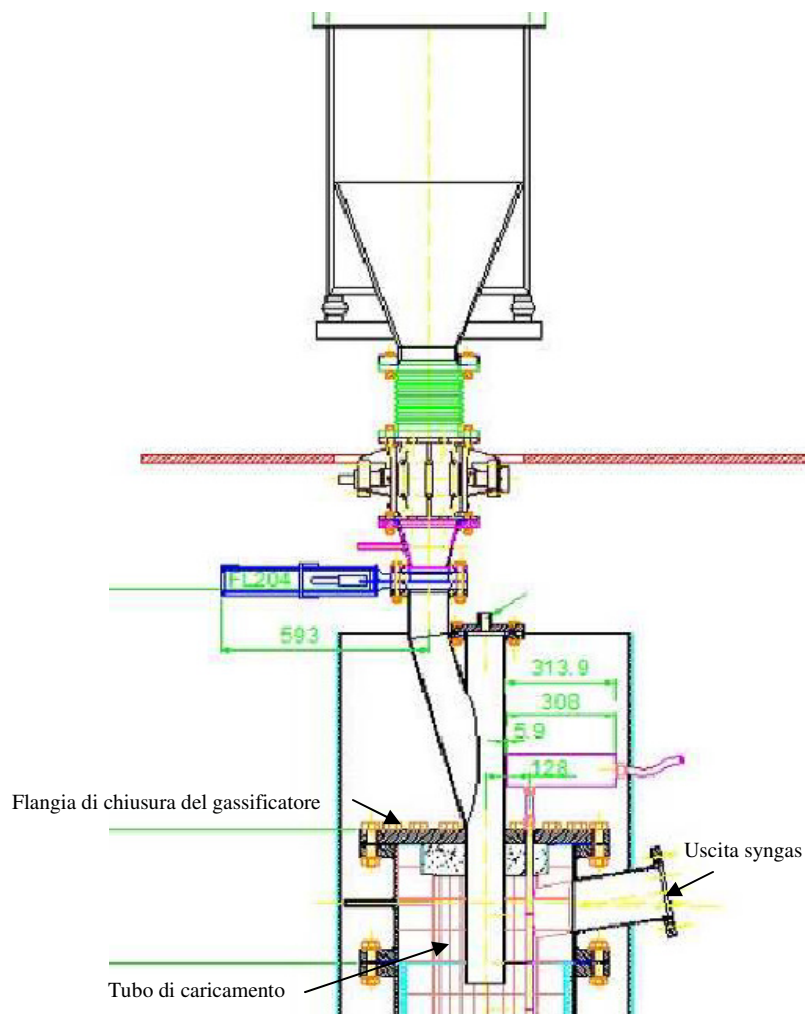 FL204
593
313.9
308
5.9
128
Flangia di chiusura del gassificatore
Uscita syngas
Tubo di caricamento